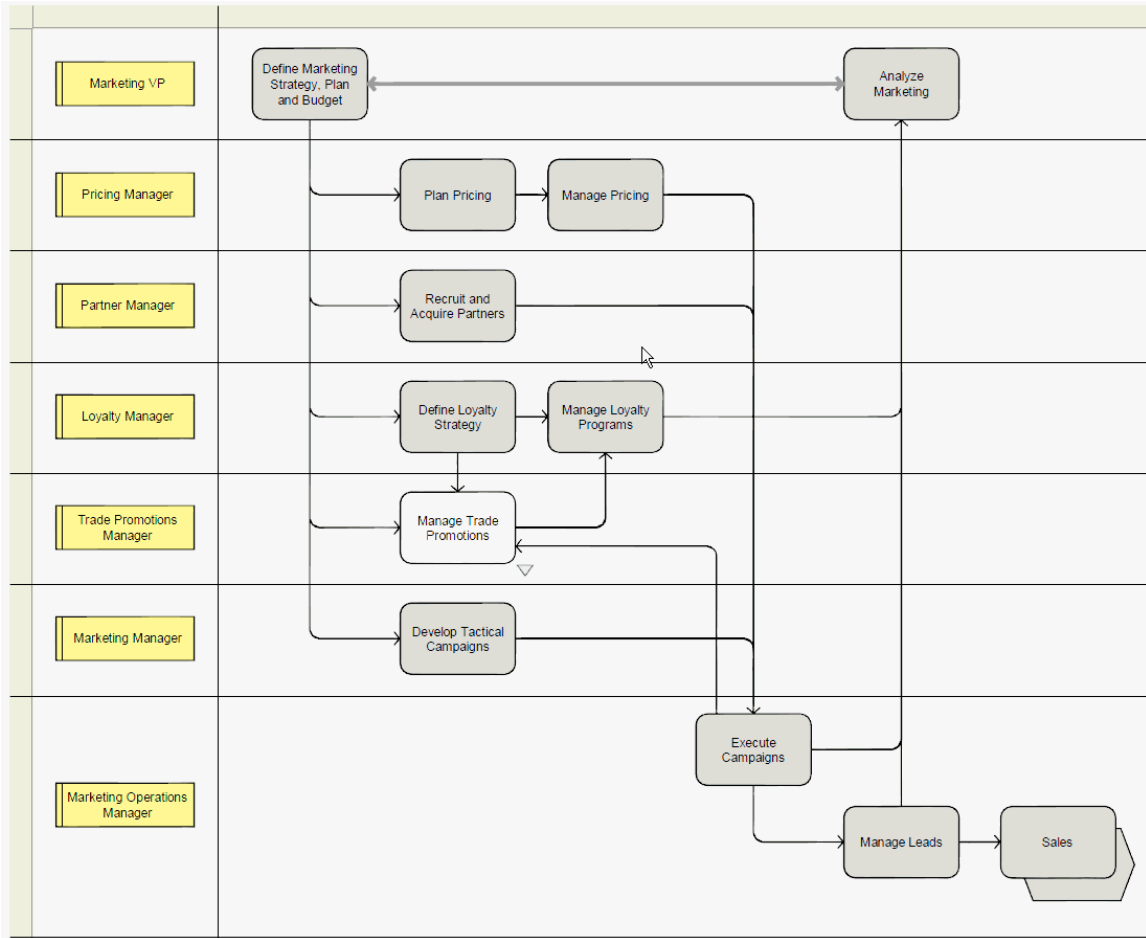 Marketing VP
Define Marketing
Strategy, Plan
and Budget
Analyze
Marketing
Pricing Manager
Plan Pricing
Manage Pricing
Partner Manager
Recruit and
Acquire Partners
Loyalty Manager
Define Loyalty
Strategy
Manage Loyalty
Programs
Trade Promotions
Manager
Manage Trade
Promotions
Marketing Manager
Develop Tactical
Campaigns
Marketing Operations
Manager
Execute
Campaigns
Manage Leads
Sales